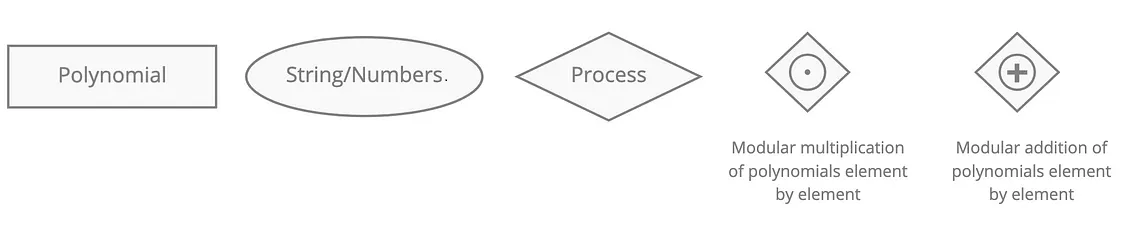 Polynomial
String/Numbers.
Process
Modular multiplication
of polynomials element
by element
Modular addition of
polynomials element
by element